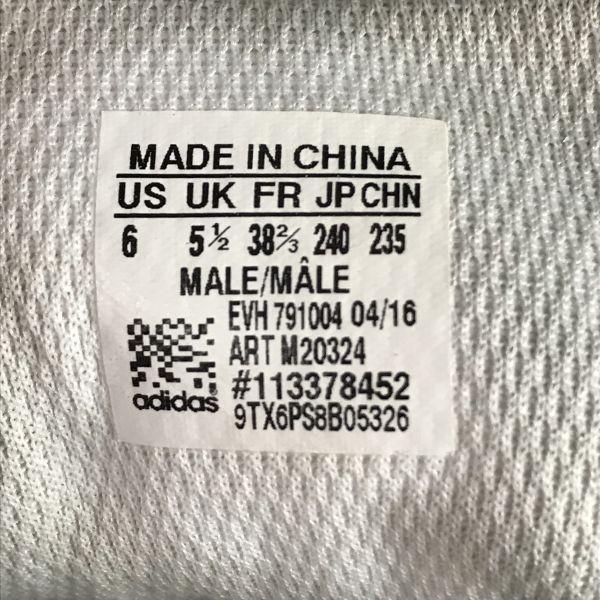 MADE IN CHINA
US UK FR JP CHN
6 5½ 38⅔ 240 235
MALE/MÂLE
EVH 791004 04/16
ART M20324
#113378452
adidas
9TX6PS8B05326